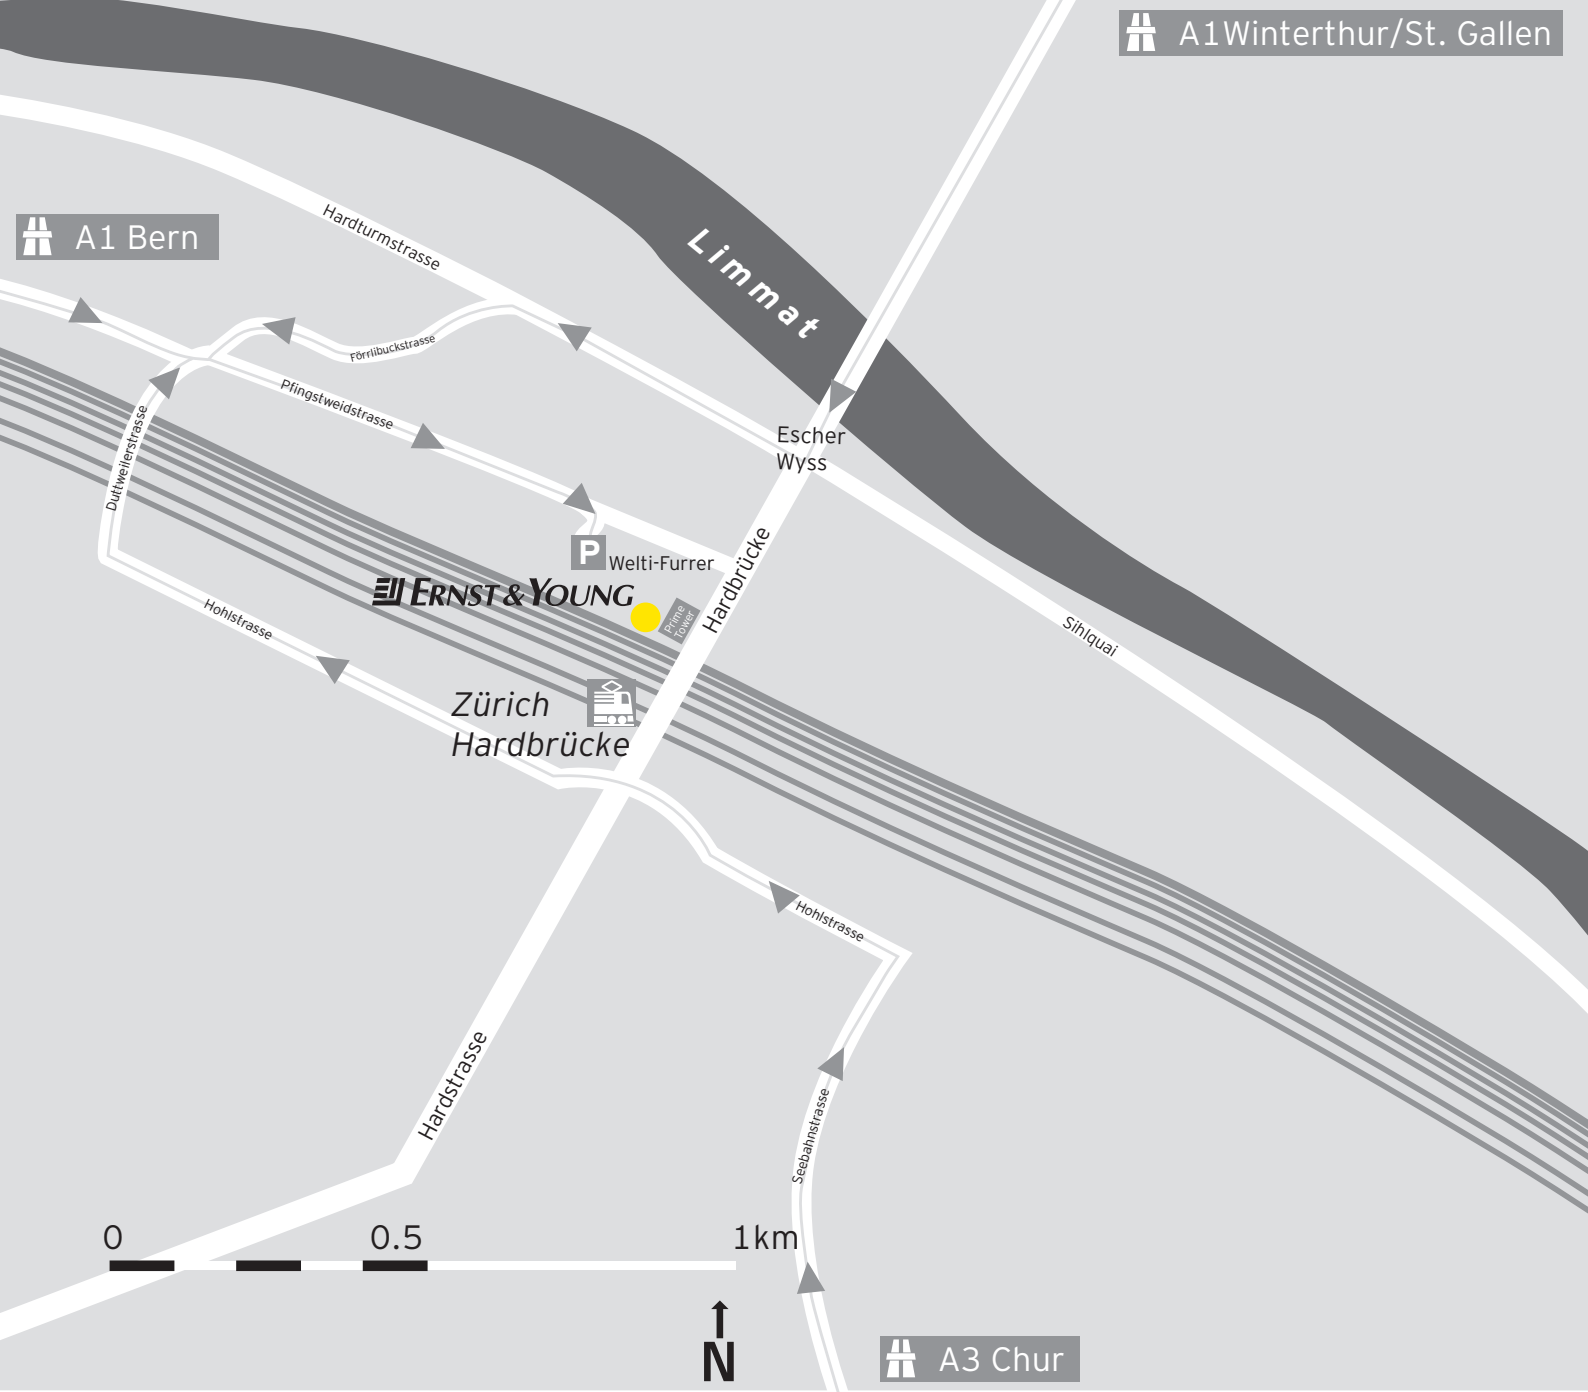 A1Winterthur/St. Gallen
A1 Bern
Hardturmstrasse
Limmat
Förrlibuckstrasse
Pfingstweidstrasse
Duttweilerstrasse
Escher
Wyss
Hardbrücke
P
Welti-Furrer
ERNST & YOUNG
Prime
Tower
Hohlstrasse
Sihlquai
Zürich
Hardbrücke
Hohlstrasse
Hardstrasse
Seebahnstrasse
0 0.5 1km
N
A3 Chur